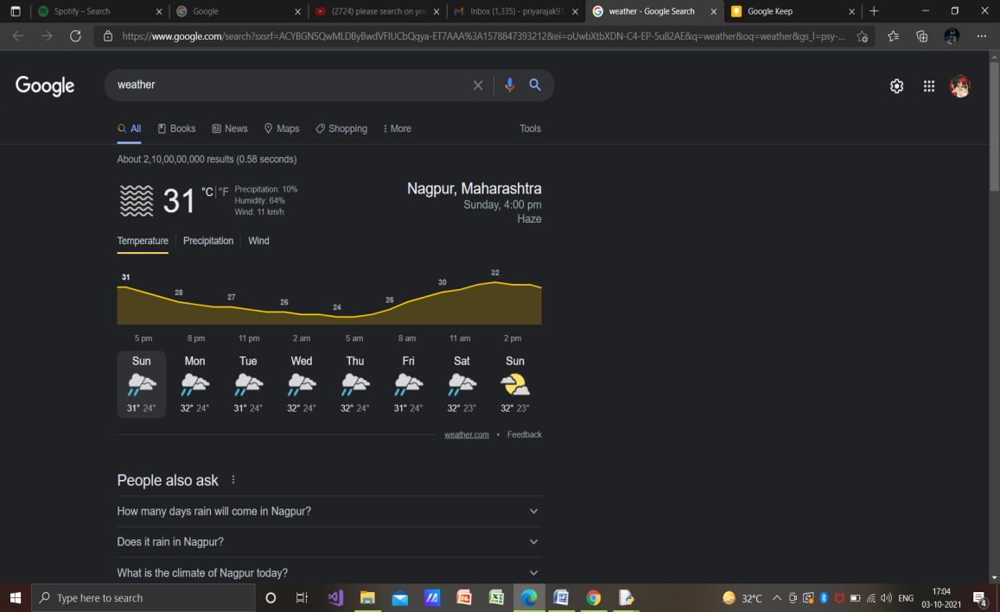 Spotify – Search
Google
(2724) please search on you
Inbox (1,335) - priyarajak91
weather - Google Search
Google Keep
https://www.google.com/search?sxsrf=ACYBGNSQwMLDByBwdVFIUCbQqya-ET7AAA%3A1578847393212&ei=oUwbXtbXDN-C4-EP-5u82AE&q=weather&oq=weather&gs_l=psy-...
Google
weather
All Books News Maps Shopping More Tools
About 2,10,00,00,000 results (0.58 seconds)
31 °C | °F
Precipitation: 10%
Humidity: 64%
Wind: 11 km/h
Nagpur, Maharashtra
Sunday, 4:00 pm
Haze
Temperature Precipitation Wind
31 28 27 26 24 26 30 32
5 pm 8 pm 11 pm 2 am 5 am 8 am 11 am 2 pm
Sun Mon Tue Wed Thu Fri Sat Sun
31° 24° 32° 24° 31° 24° 32° 24° 32° 24° 31° 24° 32° 23° 32° 23°
weather.com • Feedback
People also ask
How many days rain will come in Nagpur?
Does it rain in Nagpur?
What is the climate of Nagpur today?
Type here to search
32°C
ENG
17:04
03-10-2021
4